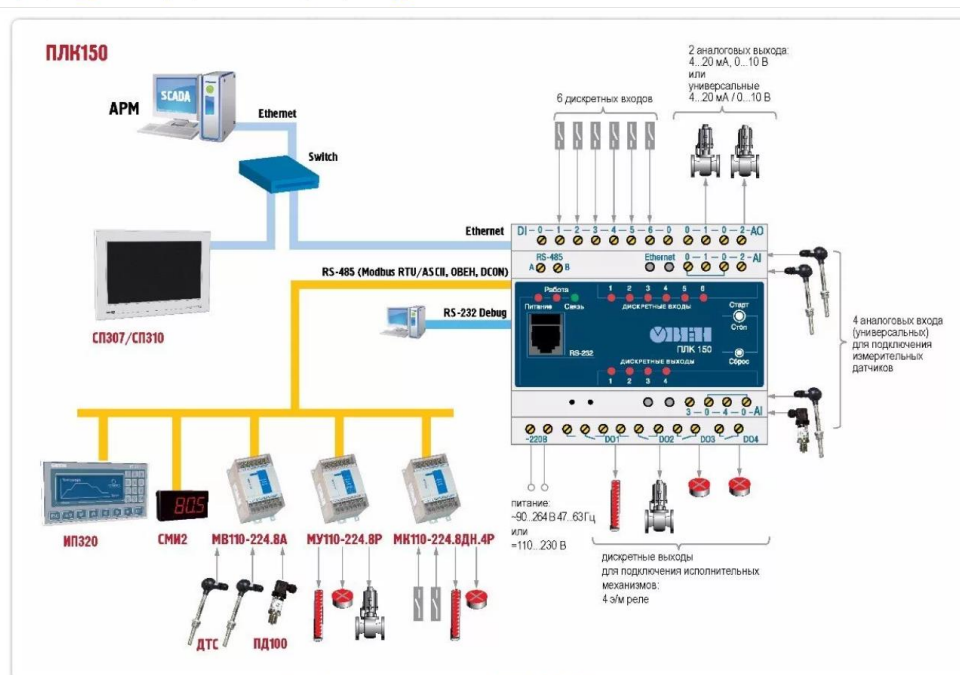 ПЛК150
2 аналоговых выхода:
4...20 мА, 0...10 В
или
универсальные
4...20 мА / 0...10 В
6 дискретных входов
SCADA
АРМ
Ethernet
Switch
Ethernet
DI - 0 - 1 - 2 - 3 - 4 - 5 - 6 - 0 0 - 1 - 0 - 2 - AO
RS-485
A B
Ethernet 0 - 1 - 0 - 2 - AI
RS-485 (Modbus RTU/ASCII, ОВЕН, DCON)
Работа
Питание Связь
1 2 3 4 5 6
ДИСКРЕТНЫЕ ВХОДЫ
Старт
Стоп
RS-232 Debug
ОВЕН
ПЛК 150
RS-232
Сброс
ДИСКРЕТНЫЕ ВЫХОДЫ
1 2 3 4
СП307/СП310
4 аналоговых входа
(универсальных)
для подключения
измерительных
датчиков
3 - 0 - 4 - 0 - AI
~220В DO1 DO2 DO3 DO4
80.5
ИП320
СМИ2
МВ110-224.8А
МУ110-224.8Р
МК110-224.8ДН.4Р
питание:
~90...264 В 47...63 Гц
или
=110...230 В
дискретные выходы
для подключения исполнительных
механизмов:
4 э/м реле
ДТС
ПД100